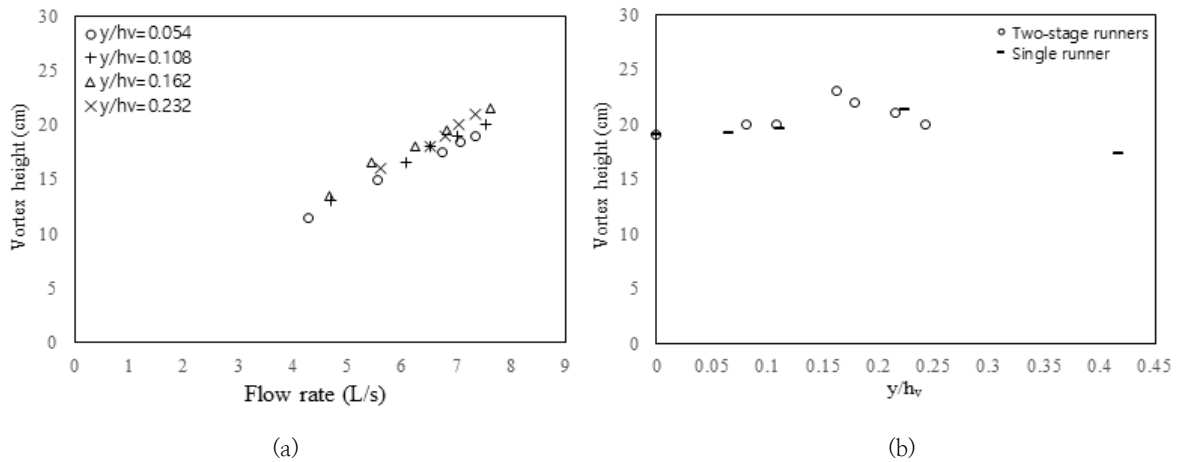 30
25
20
15
10
5
0
Vortex height (cm)
y/hv= 0.054
y/hv= 0.108
y/hv= 0.162
y/hv= 0.232
0 1 2 3 4 5 6 7 8 9
Flow rate (L/s)
(a)
30
25
20
15
10
5
0
Vortex height (cm)
Two-stage runners
Single runner
0 0.05 0.1 0.15 0.2 0.25 0.3 0.35 0.4 0.45
y/hᵥ
(b)